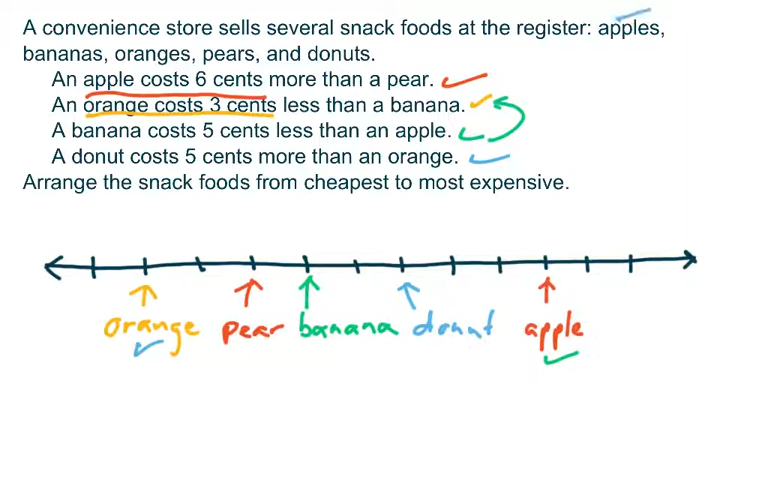 A convenience store sells several snack foods at the register: apples,
bananas, oranges, pears, and donuts.
An apple costs 6 cents more than a pear.
An orange costs 3 cents less than a banana.
A banana costs 5 cents less than an apple.
A donut costs 5 cents more than an orange.
Arrange the snack foods from cheapest to most expensive.
orange pear banana donut apple